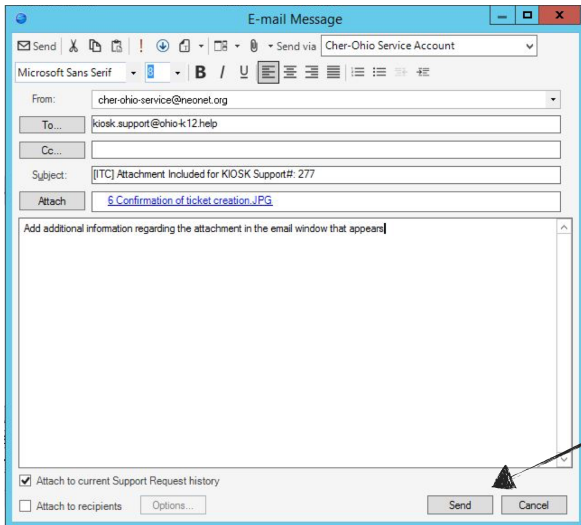 E-mail Message
Send ! Send via Cher-Ohio Service Account
Microsoft Sans Serif 8 B I U
From: cher-ohio-service@neonet.org
To... kiosk.support@ohio-k12.help
Cc...
Subject: [ITC] Attachment Included for KIOSK Support#: 277
Attach 6 Confirmation of ticket creation.JPG
Add additional information regarding the attachment in the email window that appears
Attach to current Support Request history
Attach to recipients Options... Send Cancel